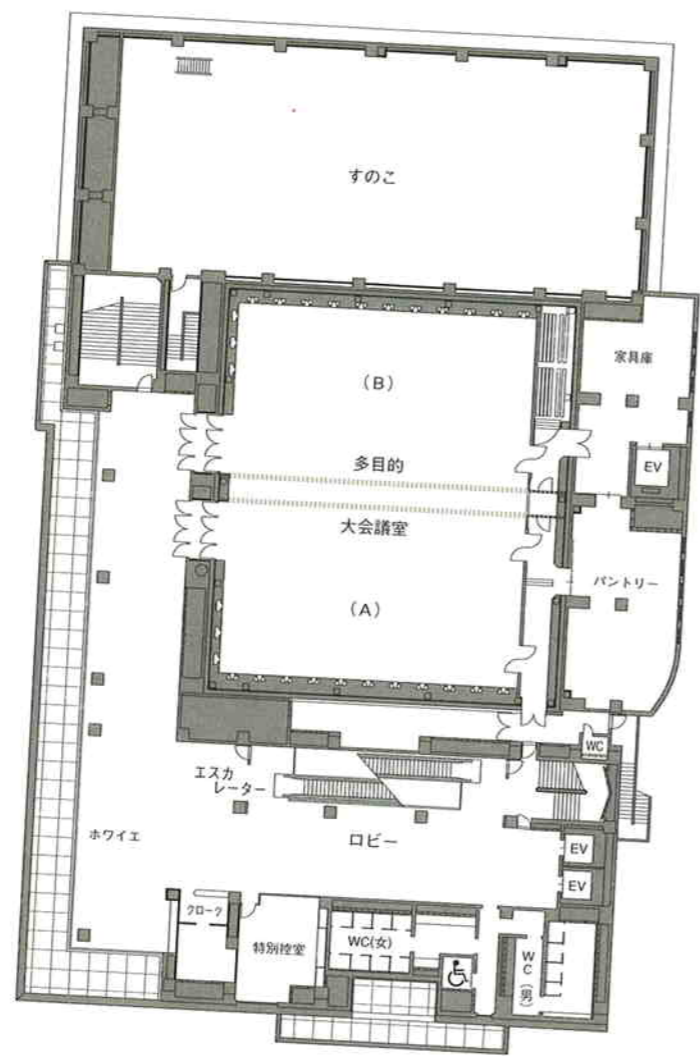 すのこ
家具庫
(B)
EV
多目的
大会議室
パントリー
(A)
WC
エスカ
レーター
ロビー
ホワイエ
EV
EV
クローク
特別控室
WC(女)
WC(男)